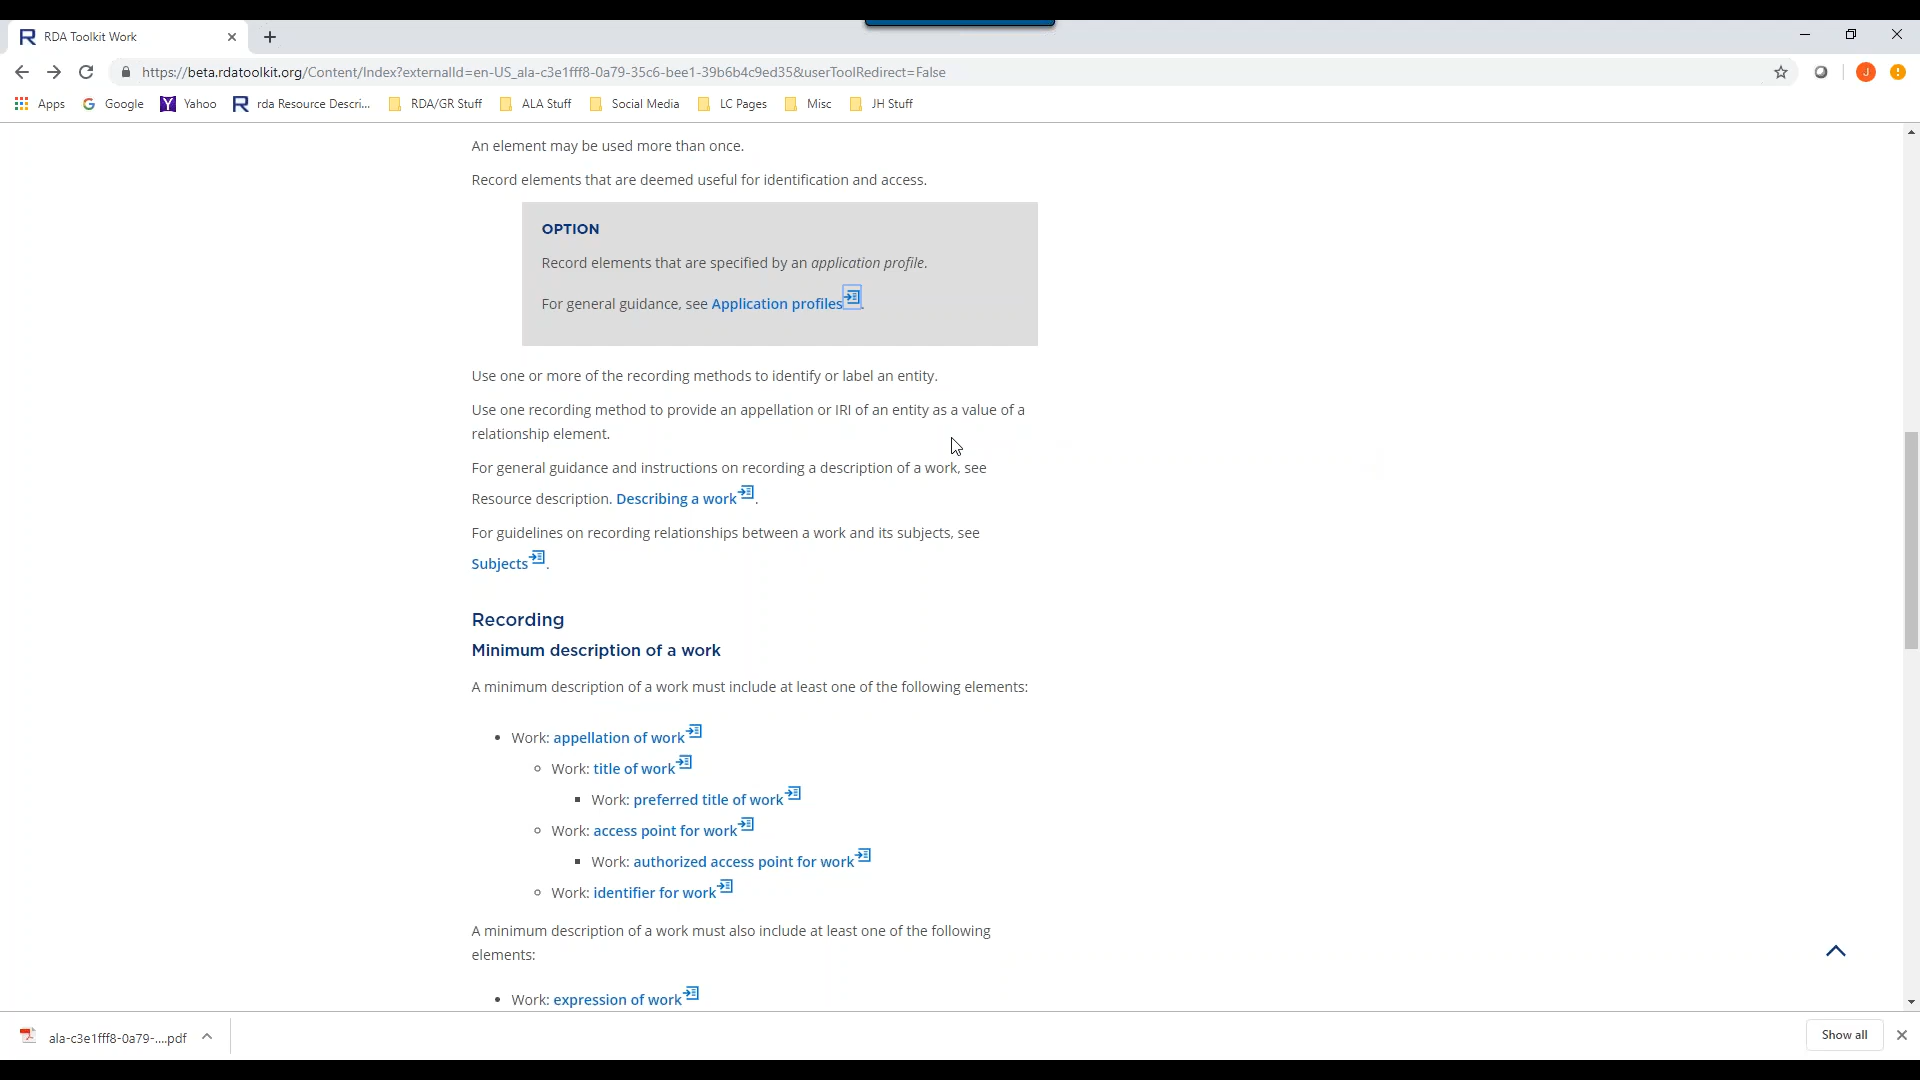 RDA Toolkit Work
https://beta.rdatoolkit.org/Content/Index?externalId=en-US_ala-c3e1fff8-0a79-35c6-bee1-39b6b4c9ed35&userToolRedirect=False
J
Apps Google Yahoo rda Resource Descri... RDA/GR Stuff ALA Stuff Social Media LC Pages Misc JH Stuff
An element may be used more than once.
Record elements that are deemed useful for identification and access.
OPTION
Record elements that are specified by an application profile.
For general guidance, see Application profiles.
Use one or more of the recording methods to identify or label an entity.
Use one recording method to provide an appellation or IRI of an entity as a value of a
relationship element.
For general guidance and instructions on recording a description of a work, see
Resource description. Describing a work.
For guidelines on recording relationships between a work and its subjects, see
Subjects.
Recording
Minimum description of a work
A minimum description of a work must include at least one of the following elements:
• Work: appellation of work
○ Work: title of work
▪ Work: preferred title of work
○ Work: access point for work
▪ Work: authorized access point for work
○ Work: identifier for work
A minimum description of a work must also include at least one of the following
elements:
• Work: expression of work
ala-c3e1fff8-0a79-....pdf
Show all